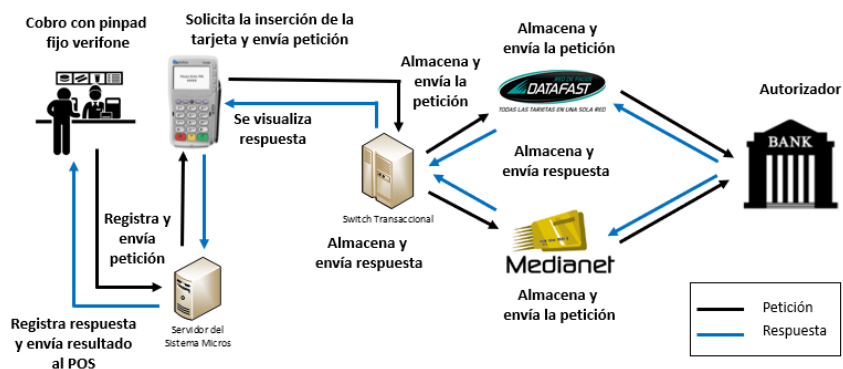 Cobro con pinpad
fijo verifone
Solicita la inserción de la
tarjeta y envía petición
Almacena y
envía la
petición
Almacena y
envía la petición
RED DE PAGOS
DATAFAST
TODAS LAS TARJETAS EN UNA SOLA RED
Autorizador
BANK
Se visualiza
respuesta
Almacena y
envía respuesta
Switch Transaccional
Almacena y
envía respuesta
Registra y
envía
petición
Medianet
Almacena y
envía la petición
Servidor del
Sistema Micros
Registra respuesta
y envía resultado
al POS
Petición
Respuesta